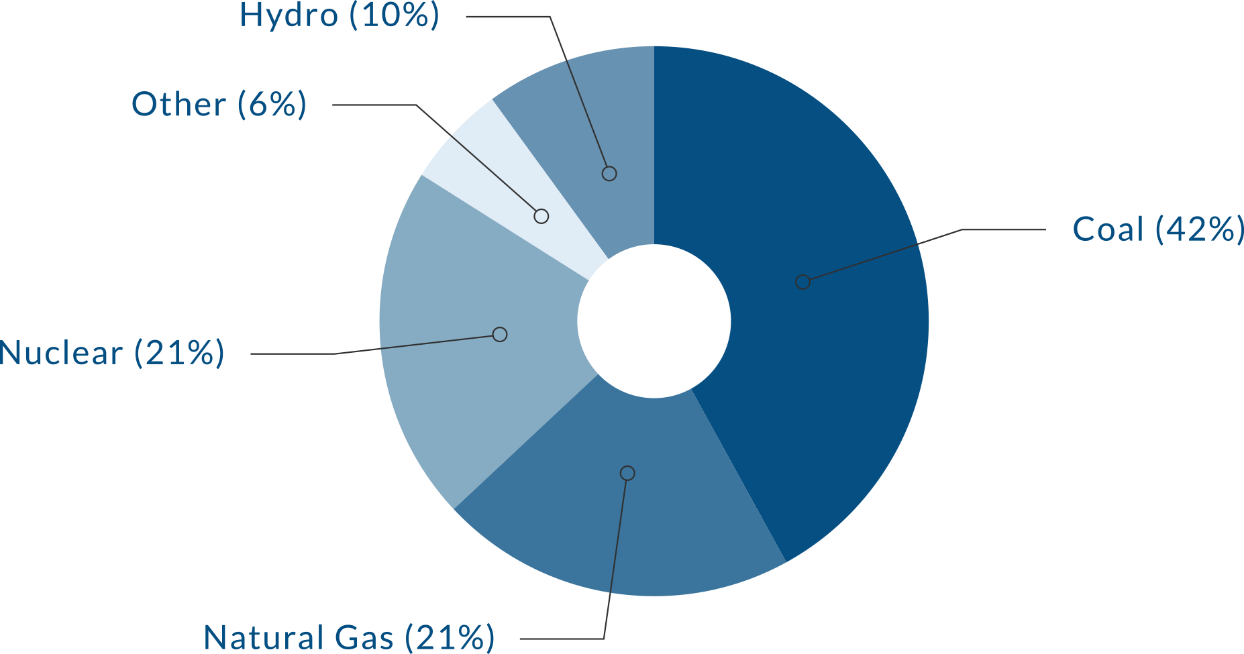 Hydro (10%)
Other (6%)
Coal (42%)
Nuclear (21%)
Natural Gas (21%)